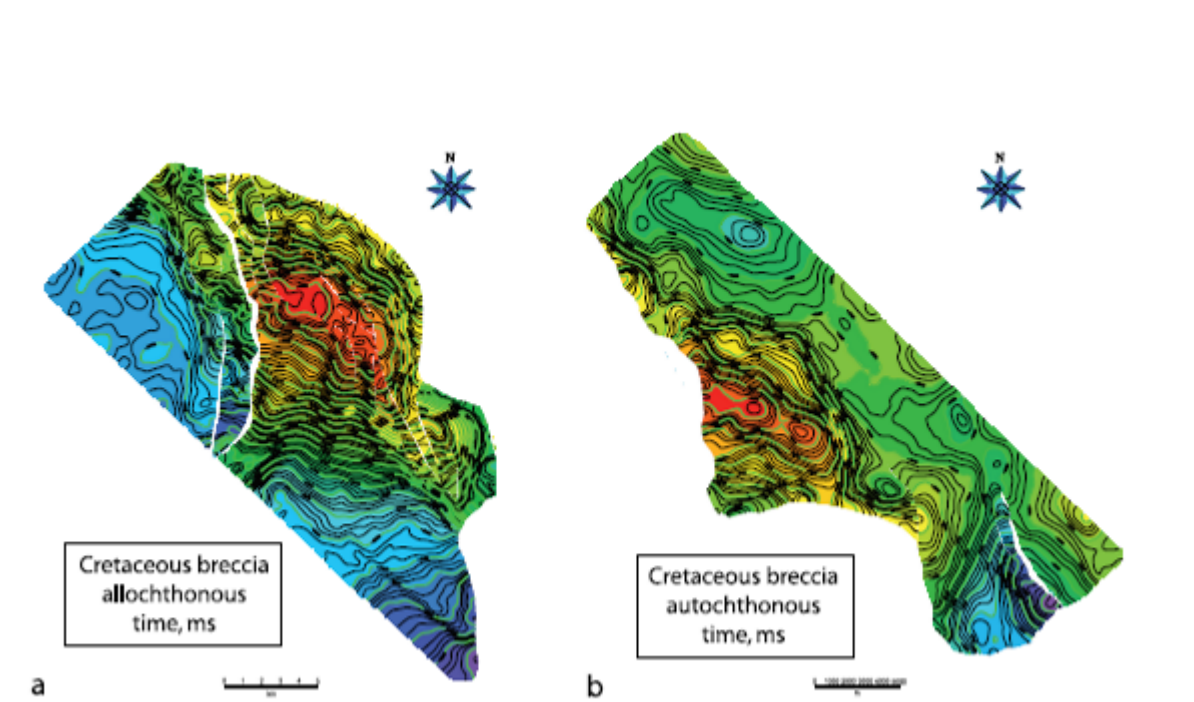 N
N
Cretaceous breccia
allochthonous
time, ms
Cretaceous breccia
autochthonous
time, ms
a
b